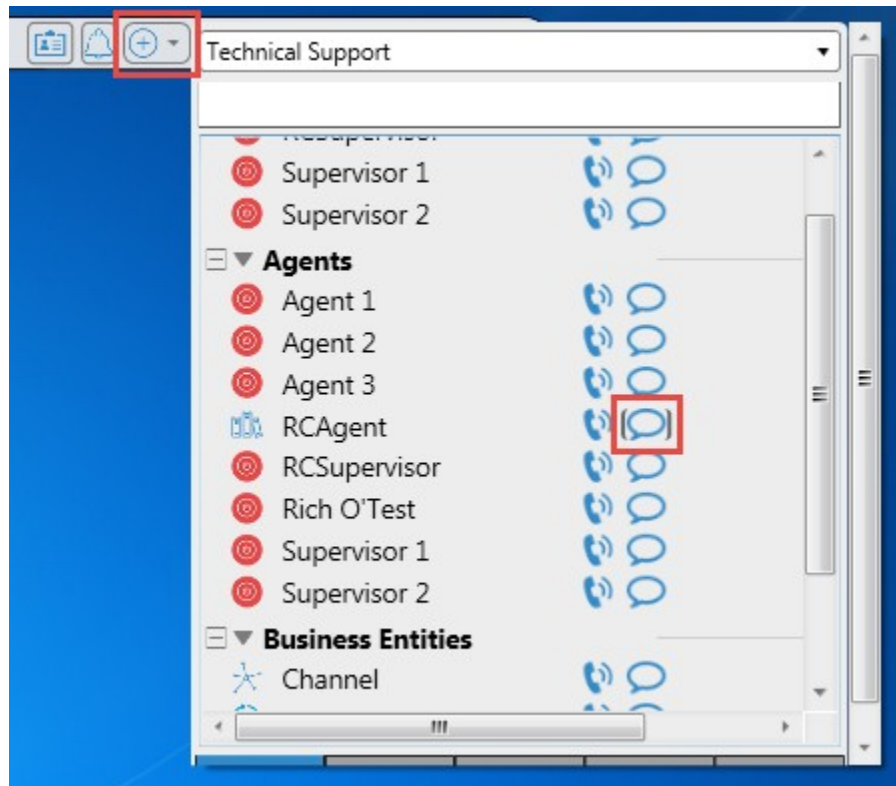 Technical Support
RCSupervisor
Supervisor 1
Supervisor 2
Agents
Agent 1
Agent 2
Agent 3
RCAgent
RCSupervisor
Rich O'Test
Supervisor 1
Supervisor 2
Business Entities
Channel